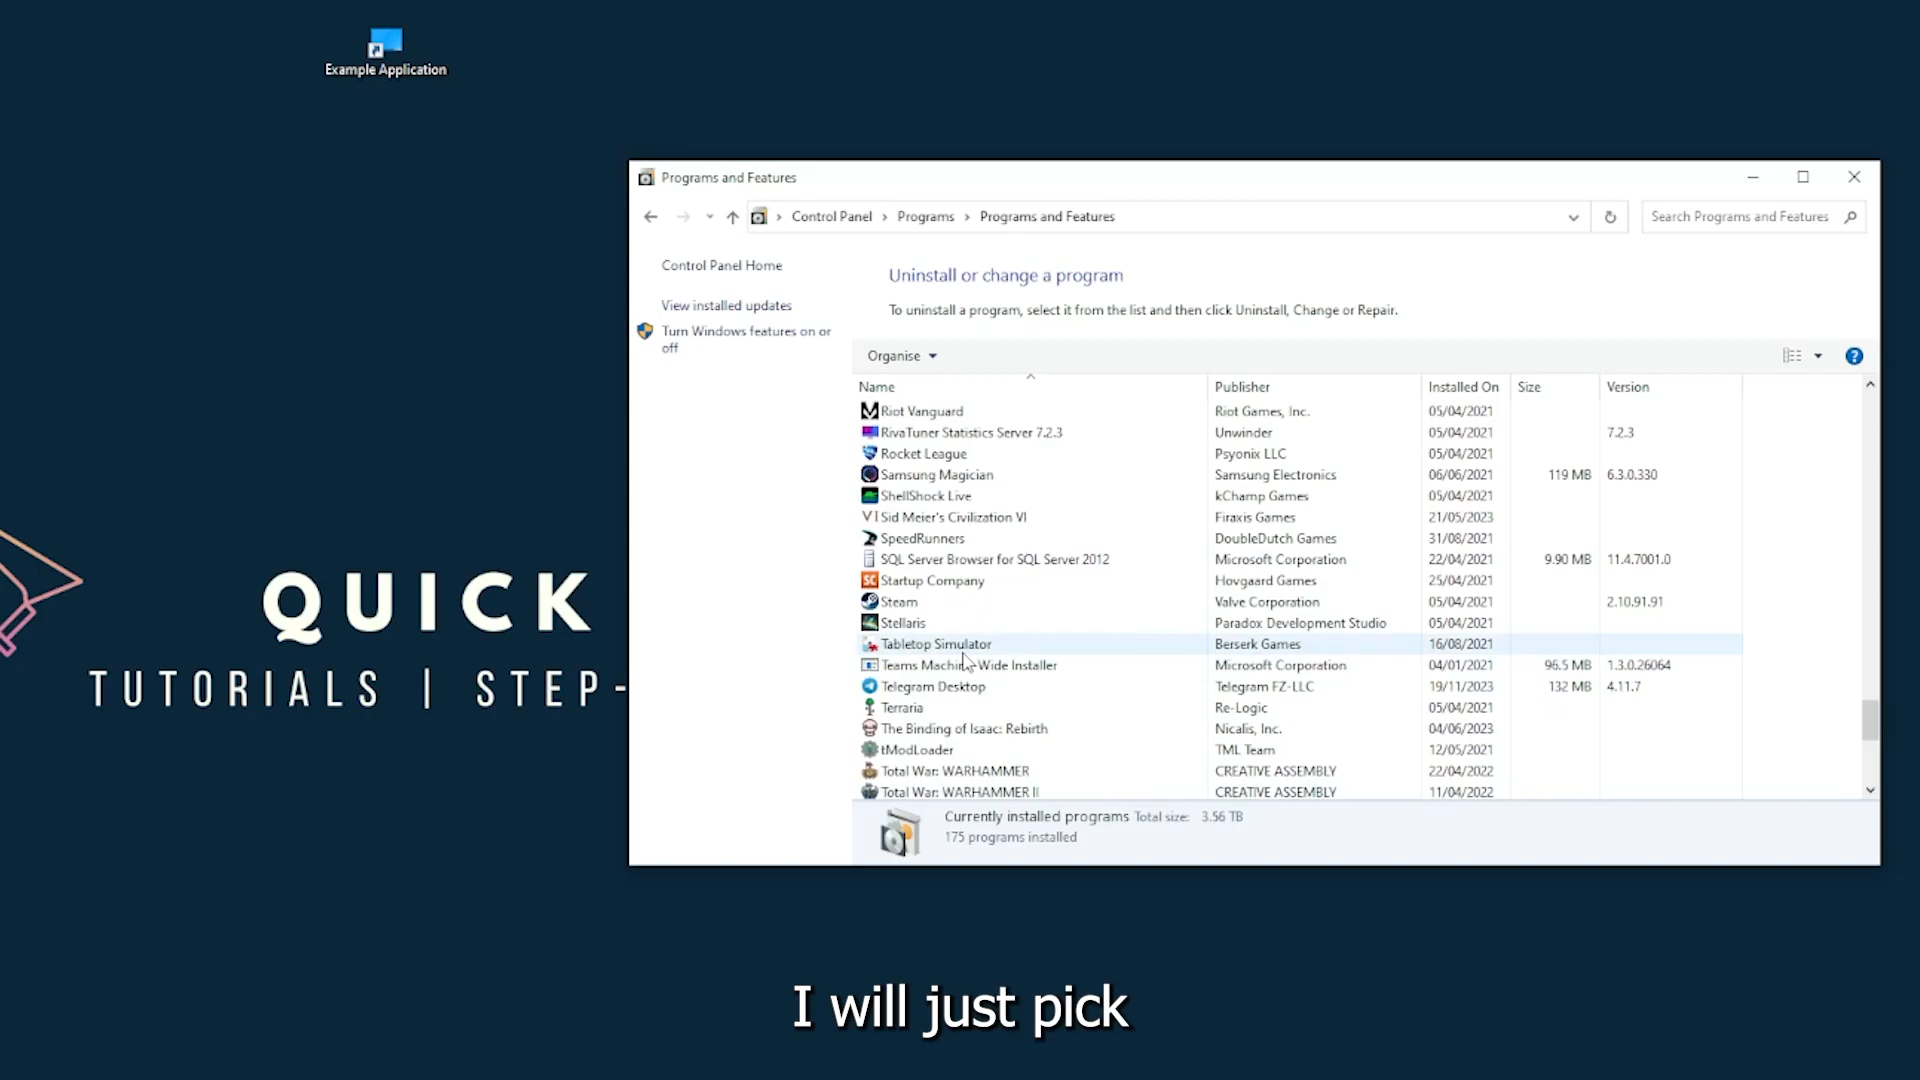 Example Application
QUICK
TUTORIALS | STEP-
Programs and Features
Control Panel > Programs > Programs and Features
Search Programs and Features
Control Panel Home
View installed updates
Turn Windows features on or
off
Uninstall or change a program
To uninstall a program, select it from the list and then click Uninstall, Change or Repair.
Organise
Name Publisher Installed On Size Version
Riot Vanguard Riot Games, Inc. 05/04/2021
RivaTuner Statistics Server 7.2.3 Unwinder 05/04/2021 7.2.3
Rocket League Psyonix LLC 05/04/2021
Samsung Magician Samsung Electronics 06/06/2021 119 MB 6.3.0.330
ShellShock Live kChamp Games 05/04/2021
VI Sid Meier's Civilization VI Firaxis Games 21/05/2023
SpeedRunners DoubleDutch Games 31/08/2021
SQL Server Browser for SQL Server 2012 Microsoft Corporation 22/04/2021 9.90 MB 11.4.7001.0
SC Startup Company Hovgaard Games 25/04/2021
Steam Valve Corporation 05/04/2021 2.10.91.91
Stellaris Paradox Development Studio 05/04/2021
Tabletop Simulator Berserk Games 16/08/2021
Teams Machine-Wide Installer Microsoft Corporation 04/01/2021 96.5 MB 1.3.0.26064
Telegram Desktop Telegram FZ-LLC 19/11/2023 132 MB 4.11.7
Terraria Re-Logic 05/04/2021
The Binding of Isaac: Rebirth Nicalis, Inc. 04/06/2023
tModLoader TML Team 12/05/2021
Total War: WARHAMMER CREATIVE ASSEMBLY 22/04/2022
Total War: WARHAMMER II CREATIVE ASSEMBLY 11/04/2022
Currently installed programs Total size: 3.56 TB
175 programs installed
I will just pick